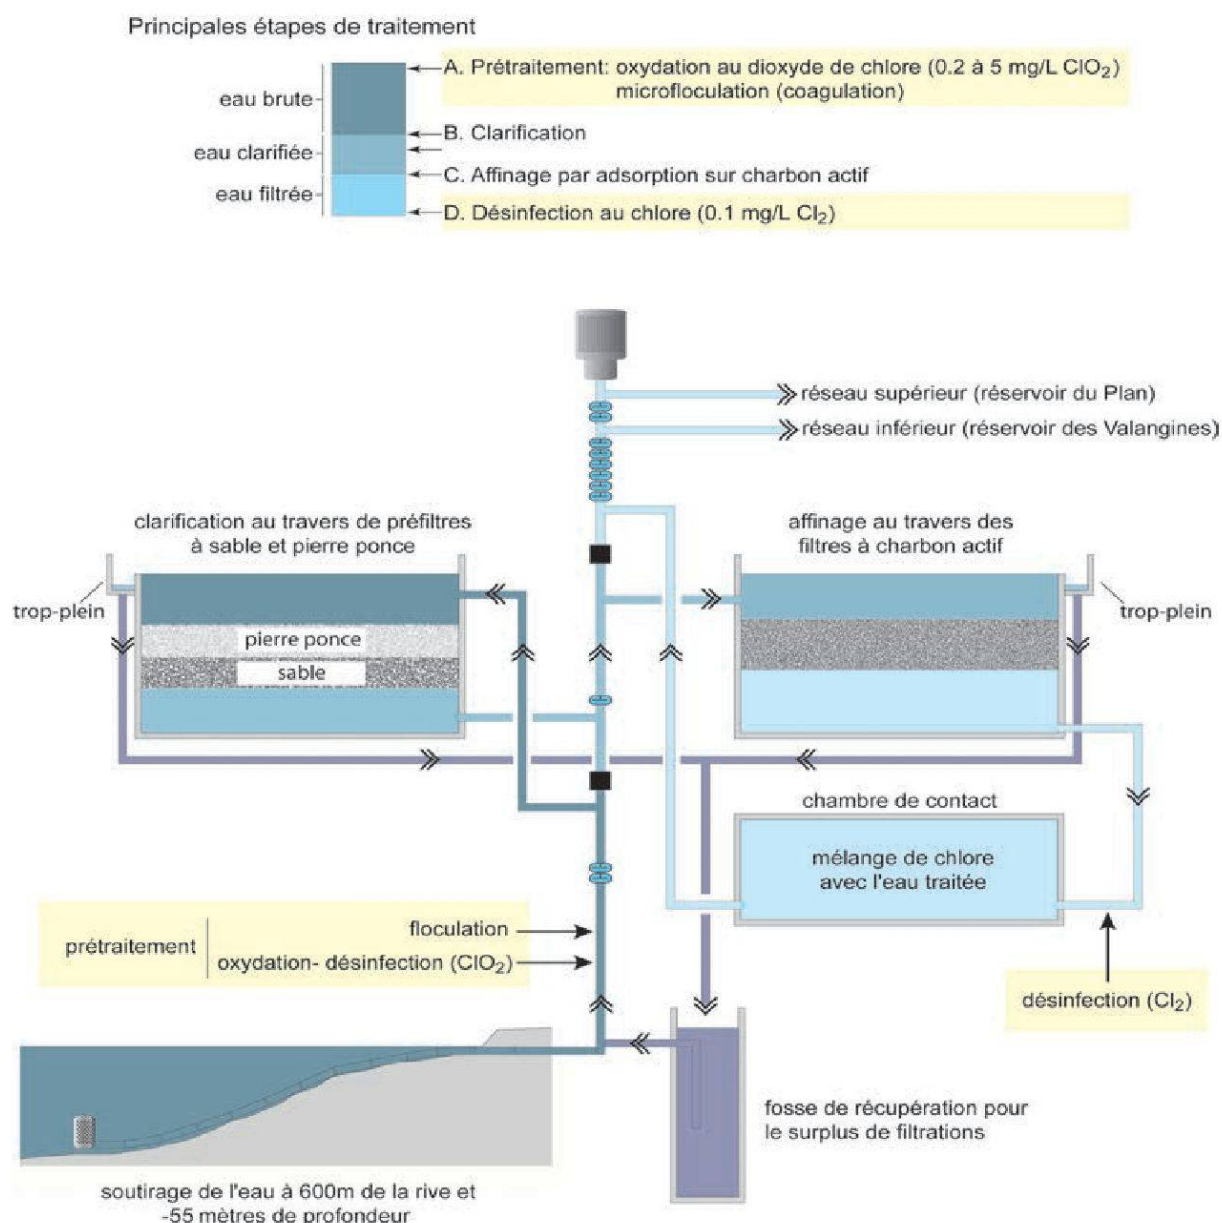 Principales étapes de traitement
A. Prétraitement: oxydation au dioxyde de chlore (0.2 à 5 mg/L ClO₂)
microfloculation (coagulation)
eau brute
B. Clarification
eau clarifiée
C. Affinage par adsorption sur charbon actif
eau filtrée
D. Désinfection au chlore (0.1 mg/L Cl₂)
réseau supérieur (réservoir du Plan)
réseau inférieur (réservoir des Valangines)
clarification au travers de préfiltres
à sable et pierre ponce
affinage au travers des
filtres à charbon actif
trop-plein
trop-plein
pierre ponce
sable
chambre de contact
mélange de chlore
avec l'eau traitée
prétraitement
floculation
oxydation- désinfection (ClO₂)
désinfection (Cl₂)
fosse de récupération pour
le surplus de filtrations
soutirage de l'eau à 600m de la rive et
-55 mètres de profondeur